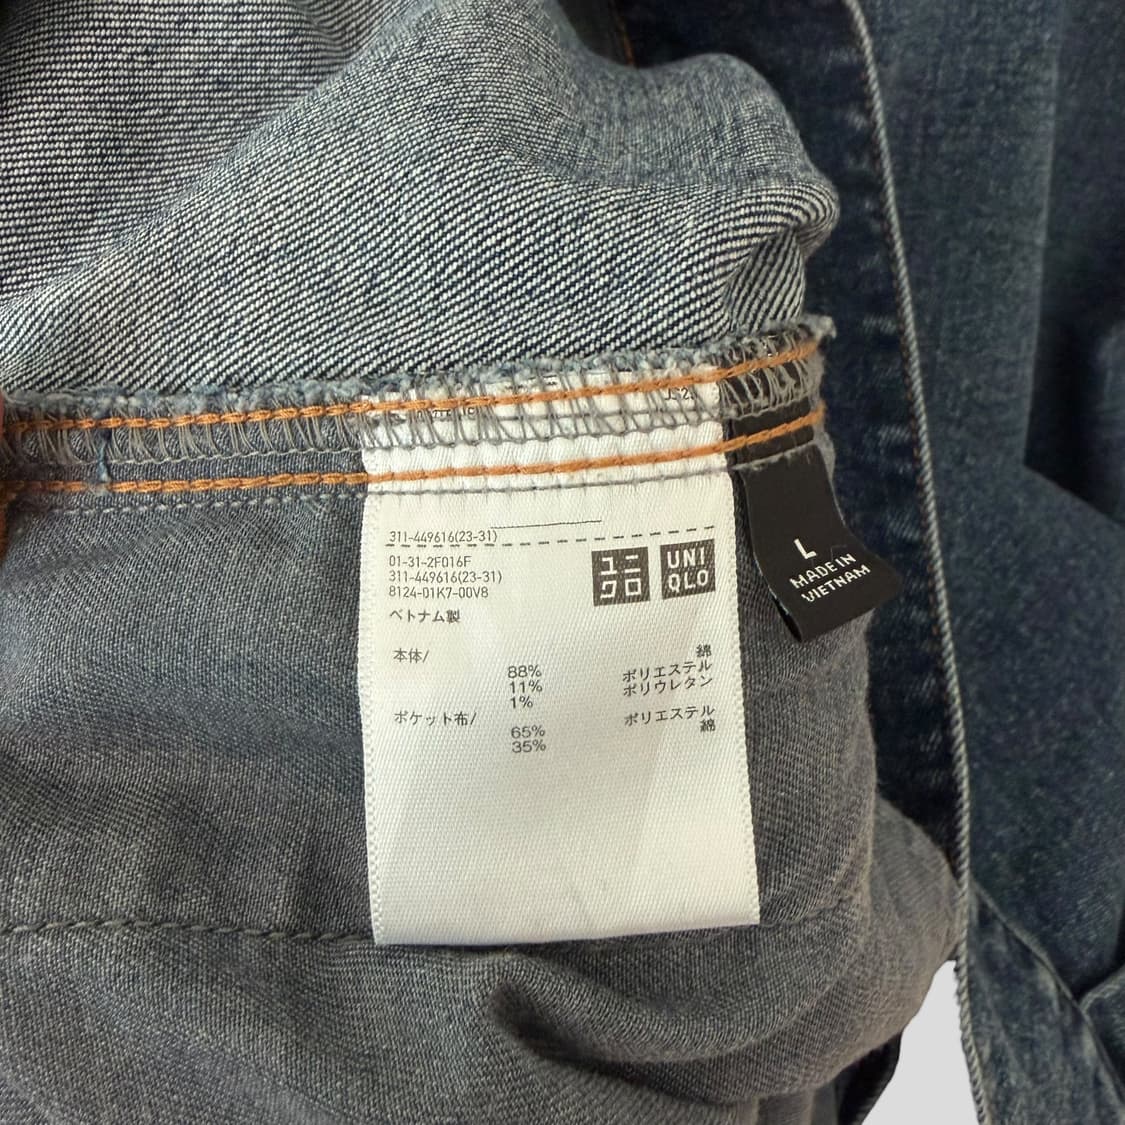 311-449616(23-31)
01-31-2F016F
311-449616(23-31)
8124-01K7-00V8
ベトナム製
ユニ
クロ
UNI
QLO
本体/
綿
88%
ポリエステル
11%
ポリウレタン
1%
ポケット布/
ポリエステル
65%
綿
35%
L
MADE IN
VIETNAM